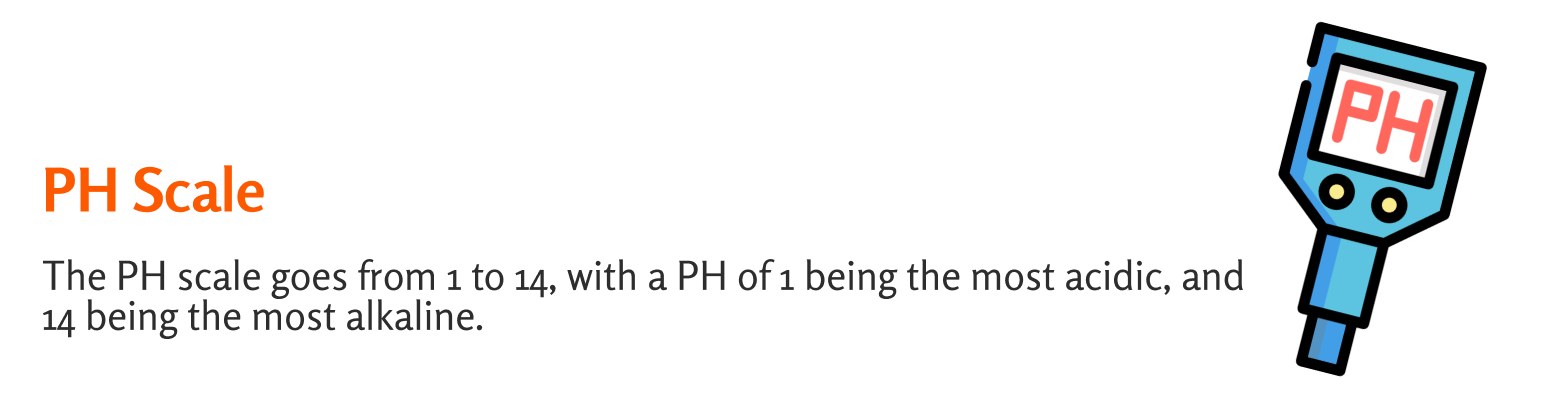 PH
PH Scale
The PH scale goes from 1 to 14, with a PH of 1 being the most acidic, and
14 being the most alkaline.